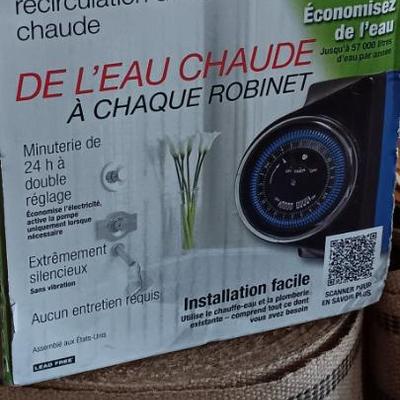 recirculation
chaude
Économisez
de l'eau
Jusqu'à 57 000 litres
d'eau par année
DE L'EAU CHAUDE
À CHAQUE ROBINET
Minuterie de
24 h à
double
réglage
Économise l'électricité,
active la pompe
uniquement lorsque
nécessaire
Extrêmement
silencieux
Sans vibration
Aucun entretien requis
Installation facile
Utilise le chauffe-eau et la plomberie
existante – comprend tout ce dont
vous avez besoin
SCANNER POUR
EN SAVOIR PLUS
Assemblé aux États-Unis
LEAD FREE